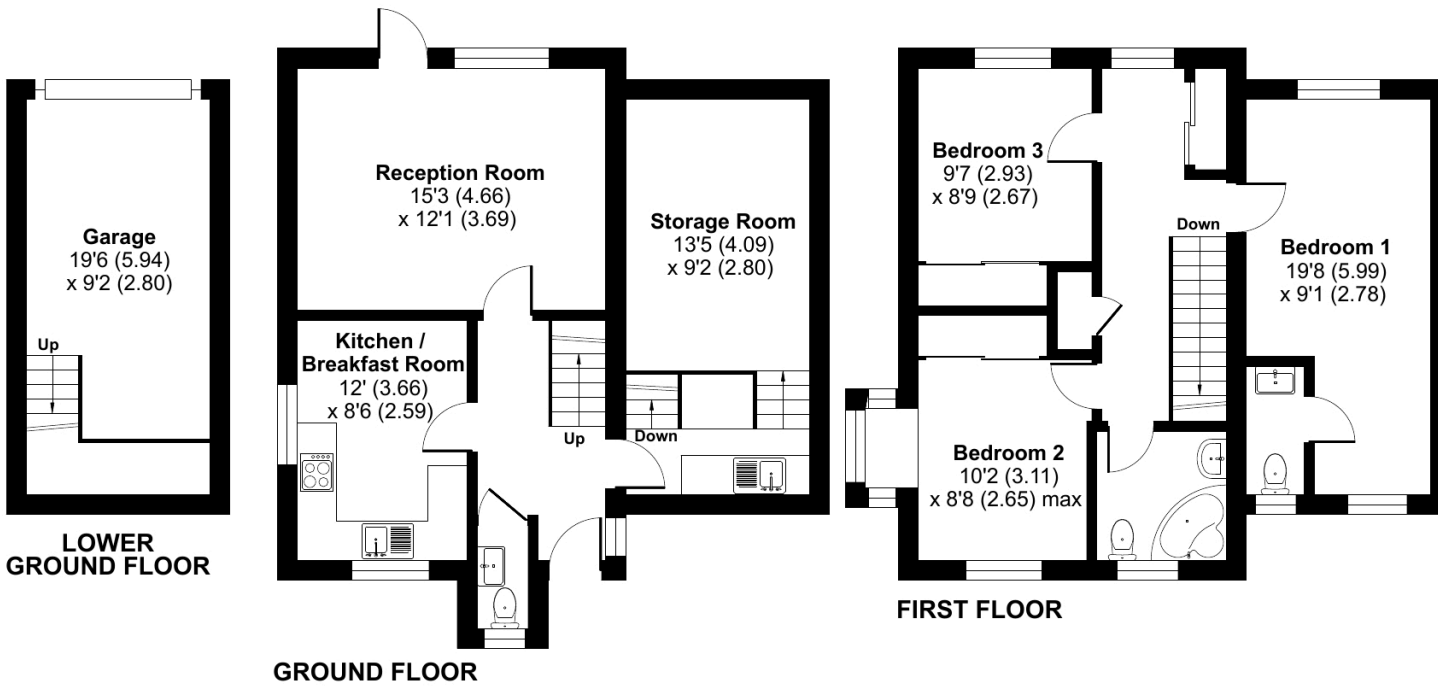 Garage
19'6 (5.94)
x 9'2 (2.80)
Up
LOWER
GROUND FLOOR
Reception Room
15'3 (4.66)
x 12'1 (3.69)
Storage Room
13'5 (4.09)
x 9'2 (2.80)
Kitchen /
Breakfast Room
12' (3.66)
x 8'6 (2.59)
Up
Down
GROUND FLOOR
Bedroom 3
9'7 (2.93)
x 8'9 (2.67)
Down
Bedroom 1
19'8 (5.99)
x 9'1 (2.78)
Bedroom 2
10'2 (3.11)
x 8'8 (2.65) max
FIRST FLOOR